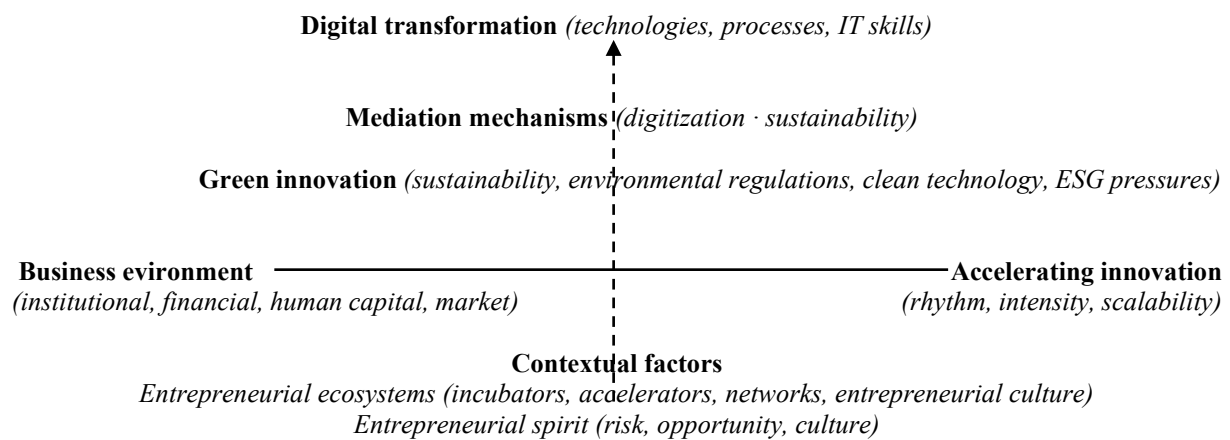 Digital transformation (technologies, processes, IT skills)
Mediation mechanisms (digitization · sustainability)
Green innovation (sustainability, environmental regulations, clean technology, ESG pressures)
Business evironment
(institutional, financial, human capital, market)
Accelerating innovation
(rhythm, intensity, scalability)
Contextual factors
Entrepreneurial ecosystems (incubators, accelerators, networks, entrepreneurial culture)
Entrepreneurial spirit (risk, opportunity, culture)